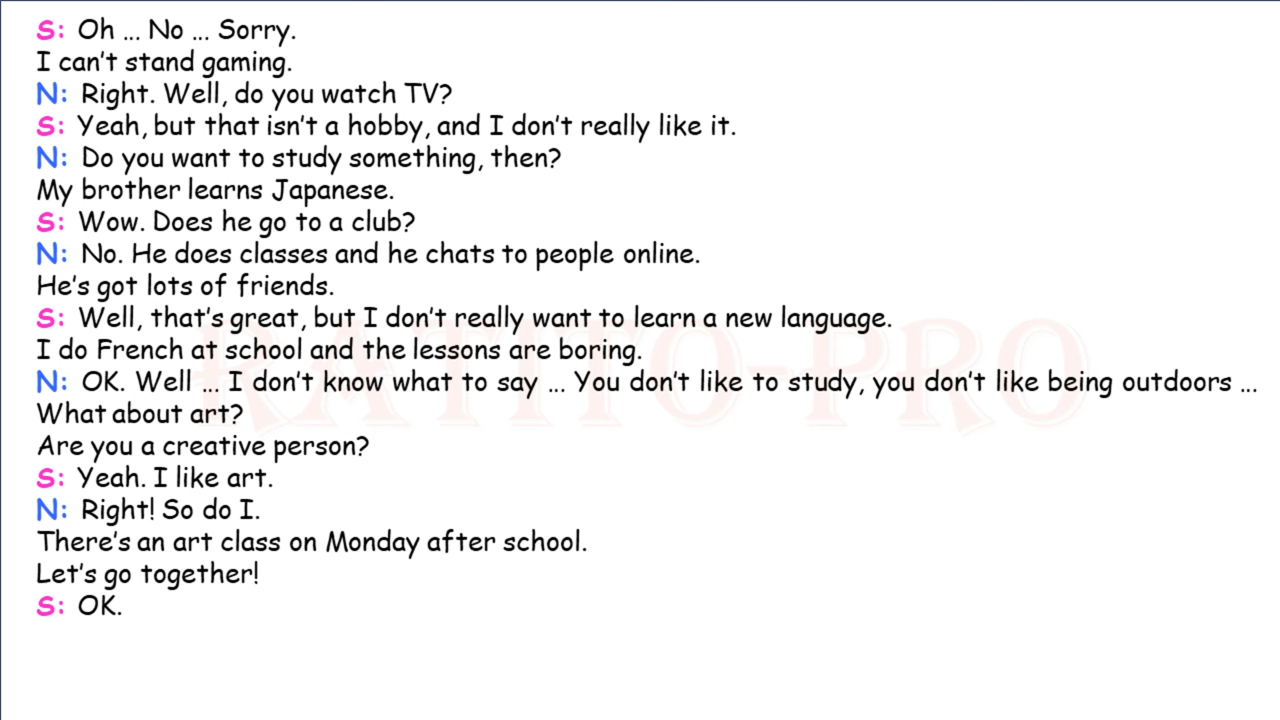 S: Oh ... No ... Sorry.
I can't stand gaming.
N: Right. Well, do you watch TV?
S: Yeah, but that isn't a hobby, and I don't really like it.
N: Do you want to study something, then?
My brother learns Japanese.
S: Wow. Does he go to a club?
N: No. He does classes and he chats to people online.
He's got lots of friends.
S: Well, that's great, but I don't really want to learn a new language.
I do French at school and the lessons are boring.
N: OK. Well ... I don't know what to say ... You don't like to study, you don't like being outdoors ...
What about art?
Are you a creative person?
S: Yeah. I like art.
N: Right! So do I.
There's an art class on Monday after school.
Let's go together!
S: OK.
RATITO-PRO